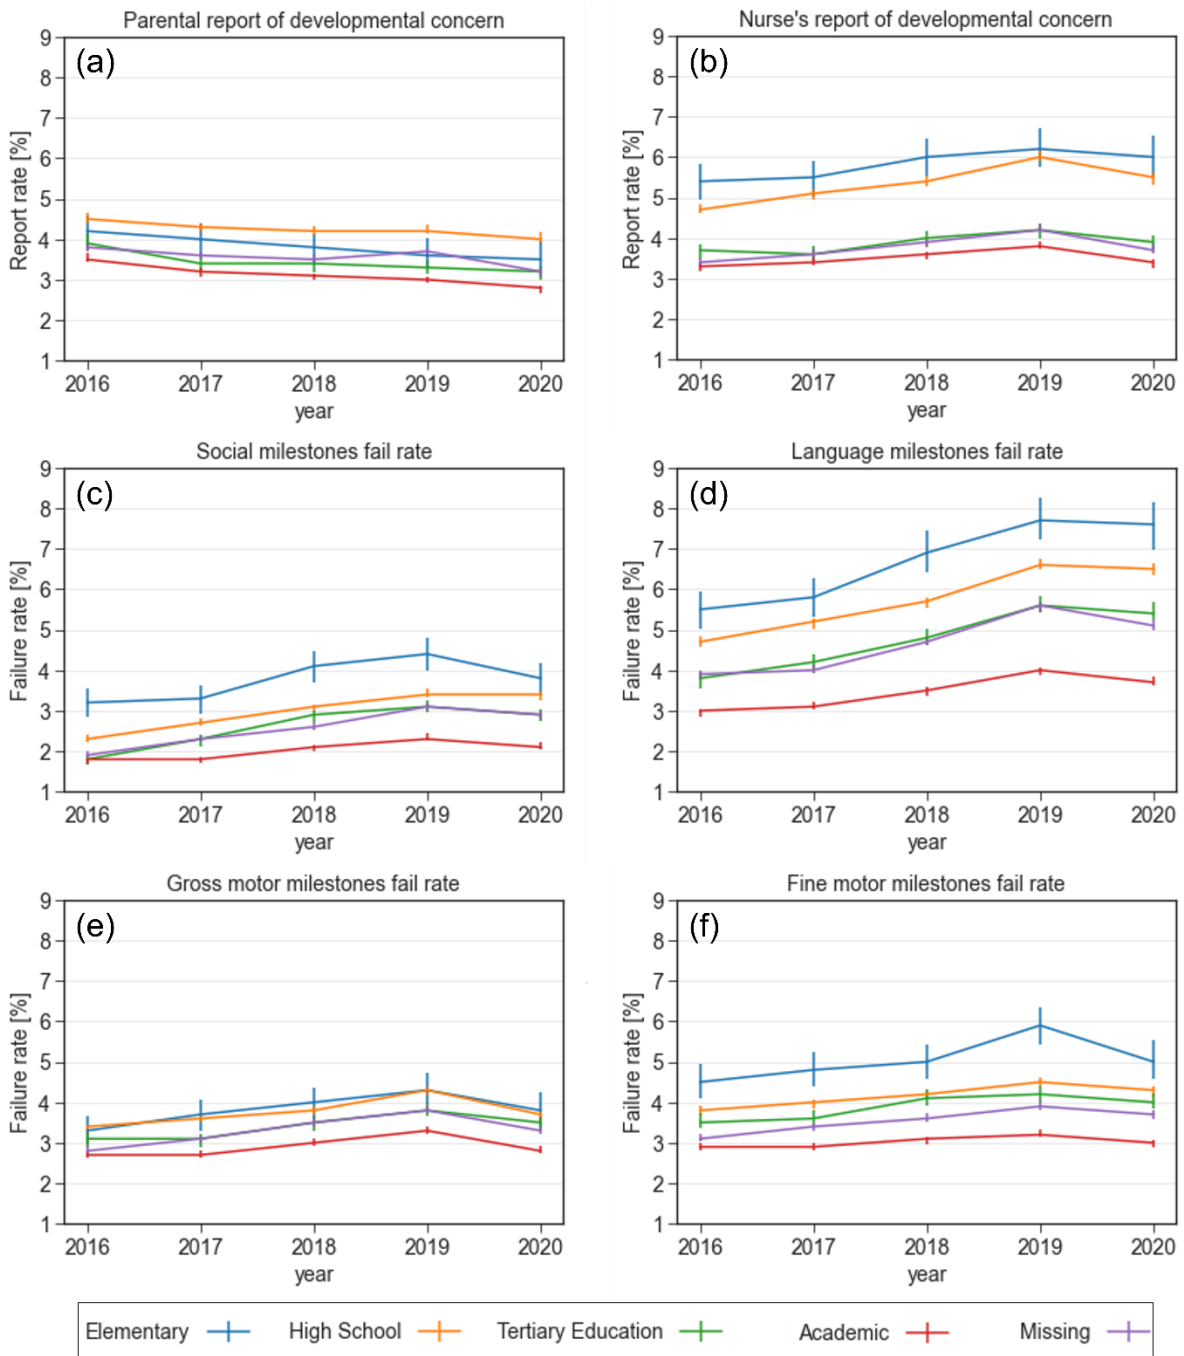 Parental report of developmental concern
(a)
Report rate [%]
9
8
7
6
5
4
3
2
1
2016 2017 2018 2019 2020
year
Nurse's report of developmental concern
(b)
Report rate [%]
9
8
7
6
5
4
3
2
1
2016 2017 2018 2019 2020
year
Social milestones fail rate
(c)
Failure rate [%]
9
8
7
6
5
4
3
2
1
2016 2017 2018 2019 2020
year
Language milestones fail rate
(d)
Failure rate [%]
9
8
7
6
5
4
3
2
1
2016 2017 2018 2019 2020
year
Gross motor milestones fail rate
(e)
Failure rate [%]
9
8
7
6
5
4
3
2
1
2016 2017 2018 2019 2020
year
Fine motor milestones fail rate
(f)
Failure rate [%]
9
8
7
6
5
4
3
2
1
2016 2017 2018 2019 2020
year
Elementary High School Tertiary Education Academic Missing